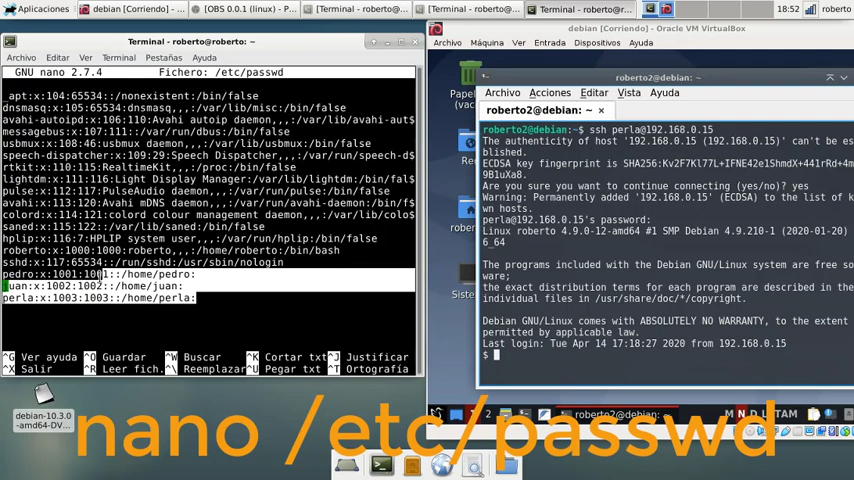 Aplicaciones
debian [Corriendo] - ...
[OBS 0.0.1 (linux) - p...
[Terminal - roberto@r...
[Terminal - roberto@r...
Terminal - roberto@r...
18:52
roberto
Terminal - roberto@roberto: ~
Archivo Editar Ver Terminal Pestañas Ayuda
GNU nano 2.7.4 Fichero: /etc/passwd
_apt:x:104:65534::/nonexistent:/bin/false
dnsmasq:x:105:65534:dnsmasq,,,:/var/lib/misc:/bin/false
avahi-autoipd:x:106:110:Avahi autoip daemon,,,:/var/lib/avahi-aut$
messagebus:x:107:111::/var/run/dbus:/bin/false
usbmux:x:108:46:usbmux daemon,,,:/var/lib/usbmux:/bin/false
speech-dispatcher:x:109:29:Speech Dispatcher,,,:/var/run/speech-d$
rtkit:x:110:115:RealtimeKit,,,:/proc:/bin/false
lightdm:x:111:116:Light Display Manager:/var/lib/lightdm:/bin/fal$
pulse:x:112:117:PulseAudio daemon,,,:/var/run/pulse:/bin/false
avahi:x:113:120:Avahi mDNS daemon,,,:/var/run/avahi-daemon:/bin/f$
colord:x:114:121:colord colour management daemon,,,:/var/lib/colo$
saned:x:115:122::/var/lib/saned:/bin/false
hplip:x:116:7:HPLIP system user,,,:/var/run/hplip:/bin/false
roberto:x:1000:1000:roberto,,,:/home/roberto:/bin/bash
sshd:x:117:65534::/run/sshd:/usr/sbin/nologin
pedro:x:1001:1001::/home/pedro:
juan:x:1002:1002::/home/juan:
perla:x:1003:1003::/home/perla:
^G Ver ayuda ^O Guardar ^W Buscar ^K Cortar txt ^J Justificar
^X Salir ^R Leer fich. ^\ Reemplazar ^U Pegar txt ^T Ortografía
debian-10.3.0
-amd64-DV...
debian [Corriendo] - Oracle VM VirtualBox
Archivo Máquina Ver Entrada Dispositivos Ayuda
Pape
(vac
Re
Siste
roberto2@debian: ~
Archivo Acciones Editar Vista Ayuda
roberto2@debian: ~ ×
roberto2@debian:~$ ssh perla@192.168.0.15
The authenticity of host '192.168.0.15 (192.168.0.15)' can't be es
blished.
ECDSA key fingerprint is SHA256:Kv2F7Kl77L+IFNE42e1ShmdX+441rRd+4m
9B1uXa8.
Are you sure you want to continue connecting (yes/no)? yes
Warning: Permanently added '192.168.0.15' (ECDSA) to the list of k
wn hosts.
perla@192.168.0.15's password:
Linux roberto 4.9.0-12-amd64 #1 SMP Debian 4.9.210-1 (2020-01-20)
6_64
The programs included with the Debian GNU/Linux system are free so
ware;
the exact distribution terms for each program are described in the
individual files in /usr/share/doc/*/copyright.
Debian GNU/Linux comes with ABSOLUTELY NO WARRANTY, to the extent
permitted by applicable law.
Last login: Tue Apr 14 17:18:27 2020 from 192.168.0.15
$
2
roberto2@debian: ~
LATAM
nano /etc/passwd